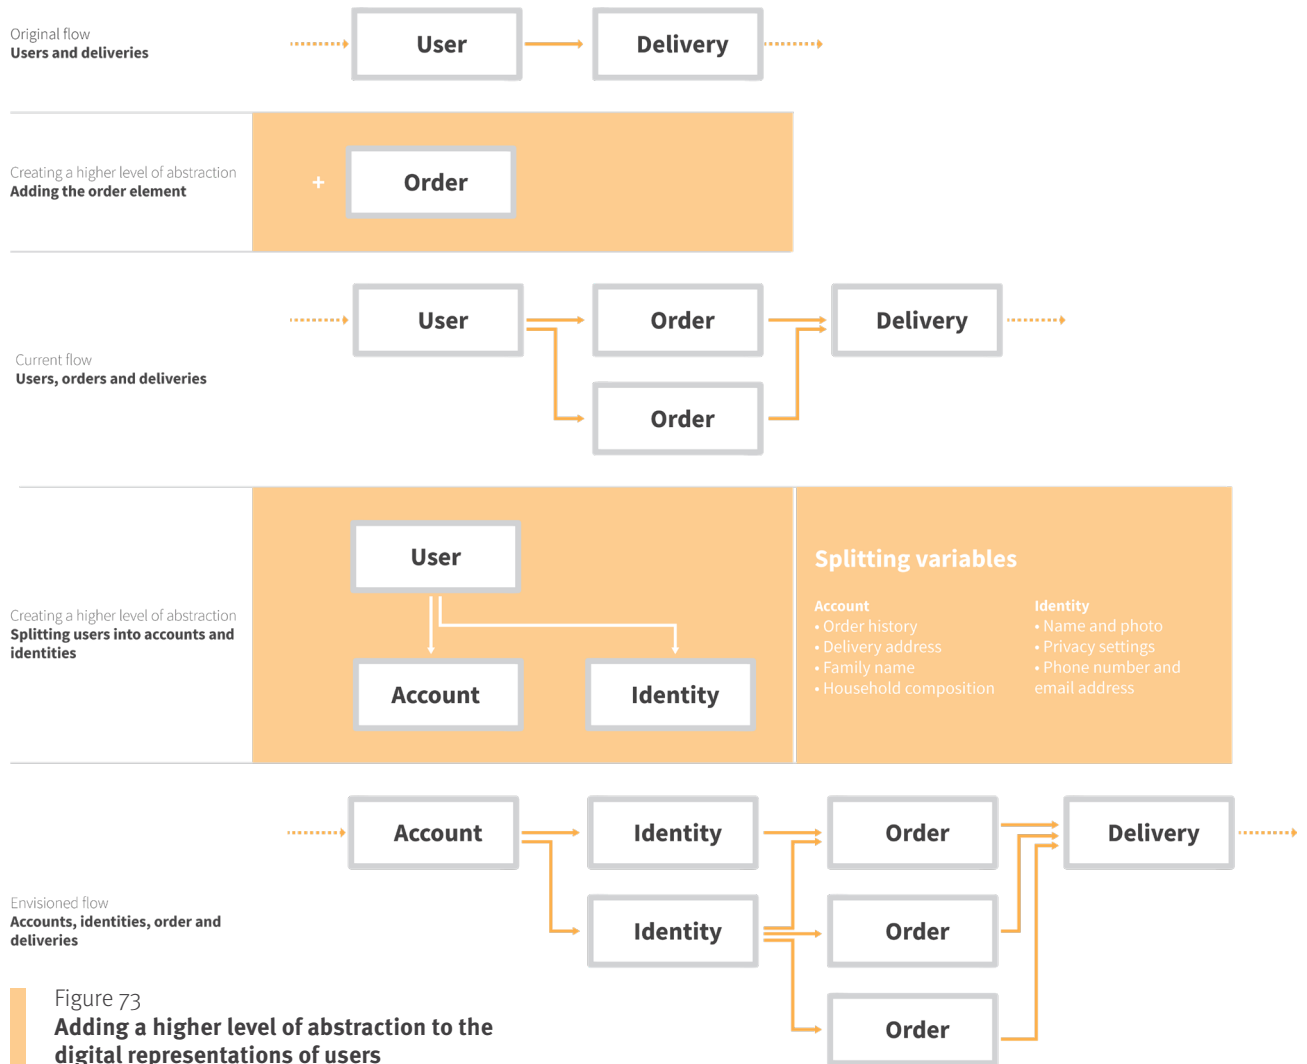 Original flow
Users and deliveries
User
Delivery
Creating a higher level of abstraction
Adding the order element
+
Order
Current flow
Users, orders and deliveries
User
Order
Delivery
Order
Creating a higher level of abstraction
Splitting users into accounts and
identities
User
Account
Identity
Splitting variables
Account
• Order history
• Delivery address
• Family name
• Household composition
Identity
• Name and photo
• Privacy settings
• Phone number and
email address
Envisioned flow
Accounts, identities, order and
deliveries
Account
Identity
Order
Delivery
Identity
Order
Order
Figure 73
Adding a higher level of abstraction to the
digital representations of users